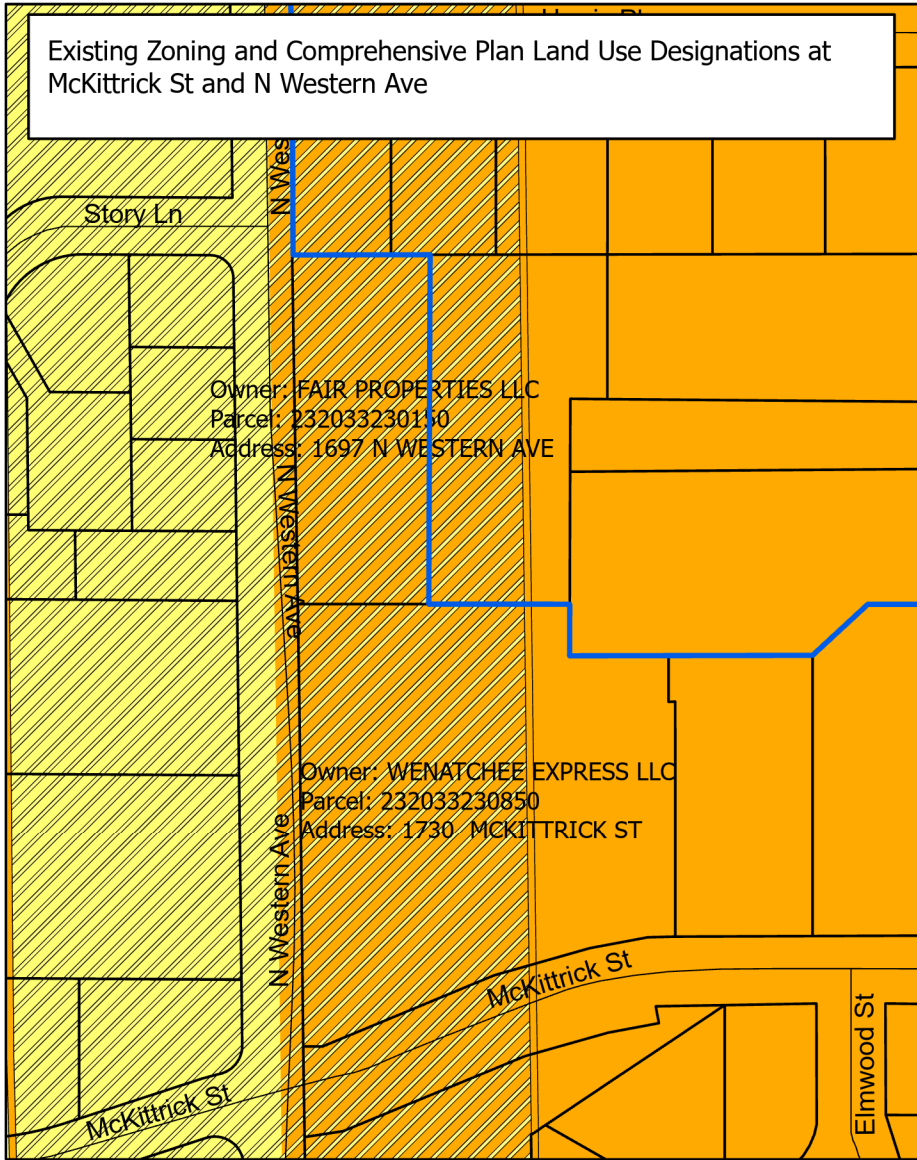 Existing Zoning and Comprehensive Plan Land Use Designations at
McKittrick St and N Western Ave
Story Ln
Owner: FAIR PROPERTIES LLC
Parcel: 232033230150
Address: 1697 N WESTERN AVE
N Western Ave
Owner: WENATCHEE EXPRESS LLC
Parcel: 232033230850
Address: 1730 MCKITTRICK ST
N Western Ave
McKittrick St
Elmwood St
McKittrick St